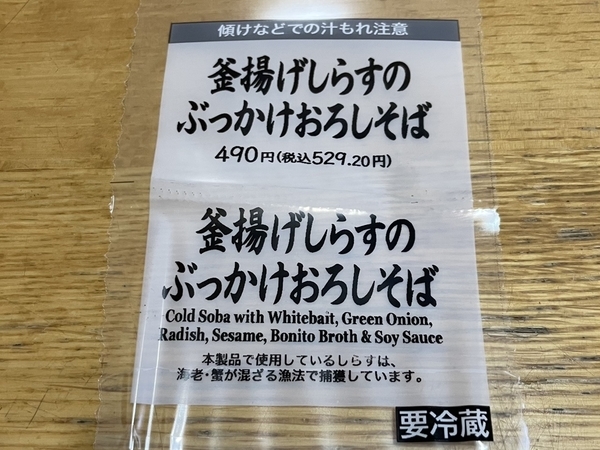 傾けなどでの汁もれ注意
釜揚げしらすの
ぶっかけおろしそば
490円(税込529.20円)
釜揚げしらすの
ぶっかけおろしそば
Cold Soba with Whitebait, Green Onion,
Radish, Sesame, Bonito Broth & Soy Sauce
本製品で使用しているしらすは、
海老・蟹が混ざる漁法で捕獲しています。
要冷蔵